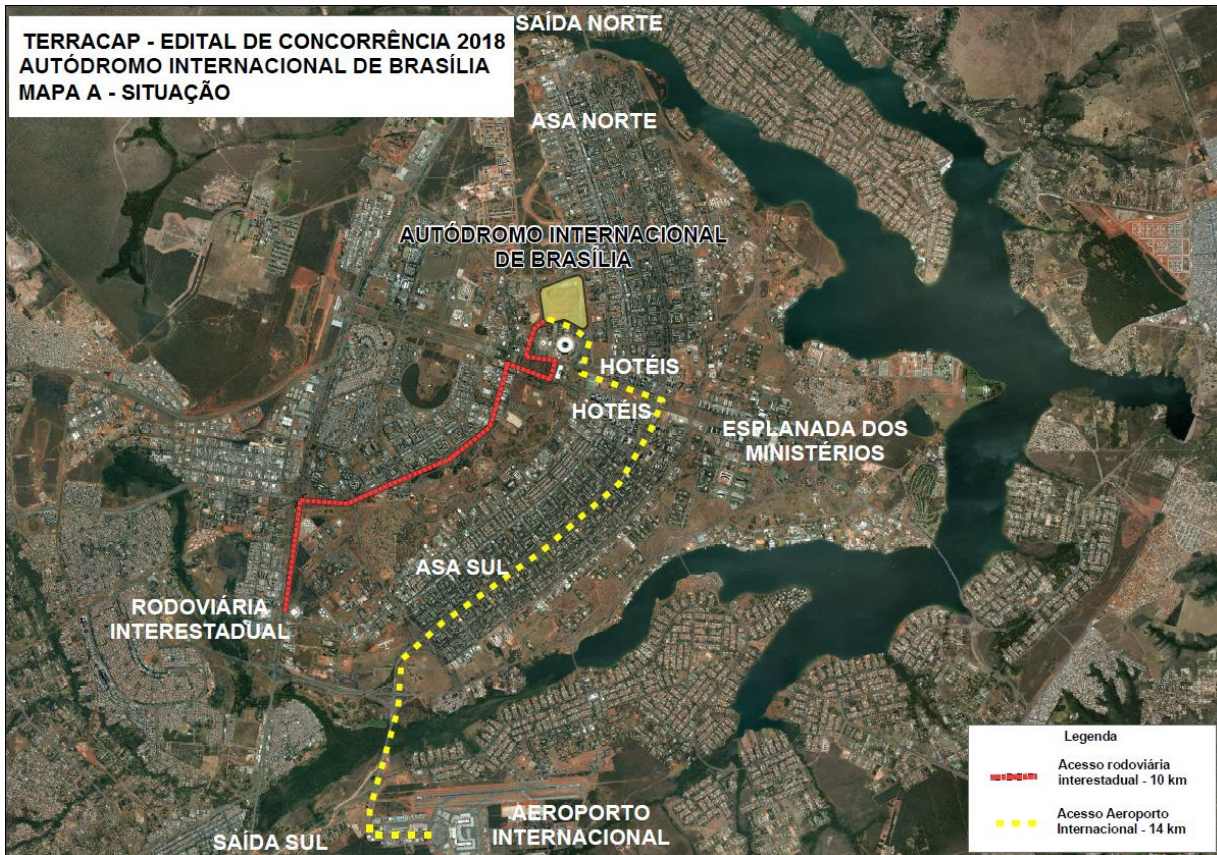 TERRACAP - EDITAL DE CONCORRÊNCIA 2018
AUTÓDROMO INTERNACIONAL DE BRASÍLIA
MAPA A - SITUAÇÃO
SAÍDA NORTE
ASA NORTE
AUTÓDROMO INTERNACIONAL
DE BRASÍLIA
HOTÉIS
HOTÉIS
ESPLANADA DOS
MINISTÉRIOS
ASA SUL
RODOVIÁRIA
INTERESTADUAL
AEROPORTO
INTERNACIONAL
SAÍDA SUL
Legenda
Acesso rodoviária
interestadual - 10 km
Acesso Aeroporto
Internacional - 14 km